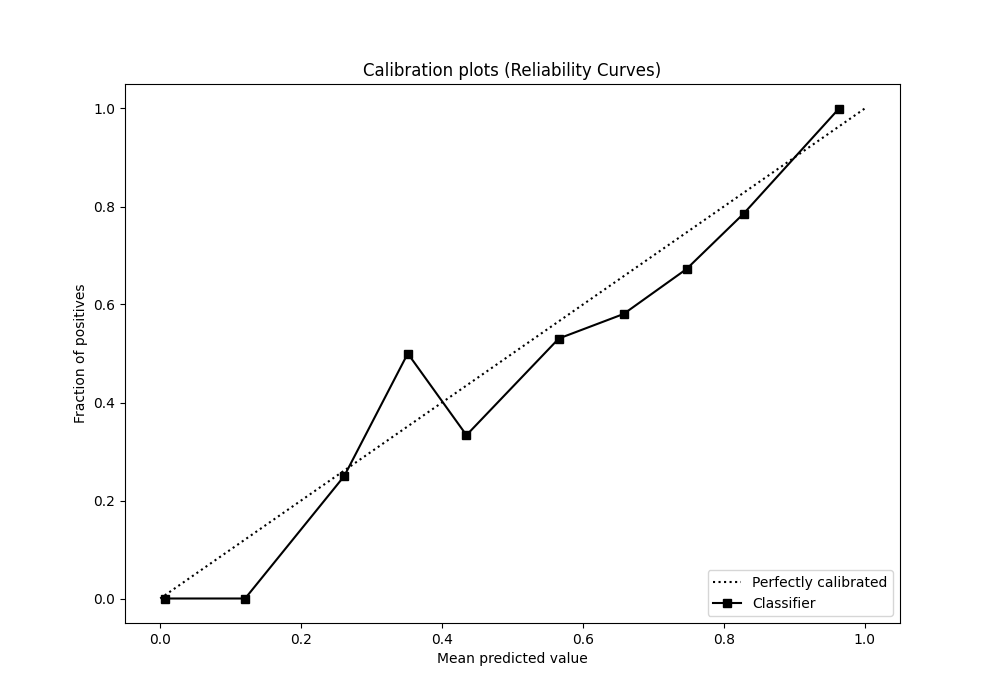 Calibration plots (Reliability Curves)
1.0
0.8
0.6
0.4
0.2
0.0
Fraction of positives
0.0 0.2 0.4 0.6 0.8 1.0
Mean predicted value
Perfectly calibrated
Classifier